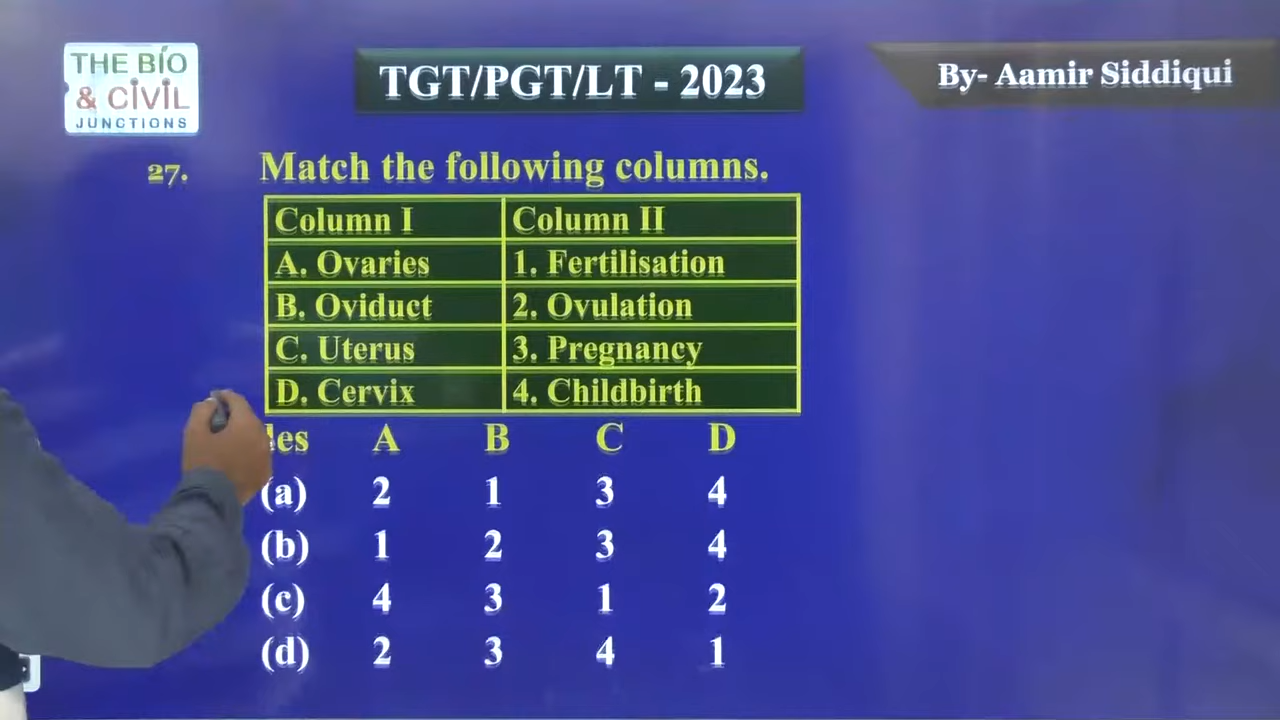 THE BIO
& CIVIL
JUNCTIONS
TGT/PGT/LT - 2023
By- Aamir Siddiqui
27. Match the following columns.
Column I Column II
A. Ovaries 1. Fertilisation
B. Oviduct 2. Ovulation
C. Uterus 3. Pregnancy
D. Cervix 4. Childbirth
A B C D
(a) 2 1 3 4
(b) 1 2 3 4
(c) 4 3 1 2
(d) 2 3 4 1